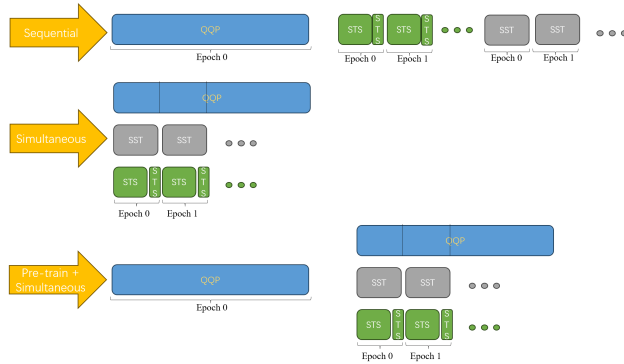 Sequential
QQP
Epoch 0
STS
S
T
S
STS
S
T
S
Epoch 0
Epoch 1
SST
SST
Epoch 0
Epoch 1
Simultaneous
QQP
SST
SST
STS
S
T
S
STS
S
T
S
Epoch 0
Epoch 1
Pre-train +
Simultaneous
QQP
Epoch 0
QQP
SST
SST
STS
S
T
S
STS
S
T
S
Epoch 0
Epoch 1